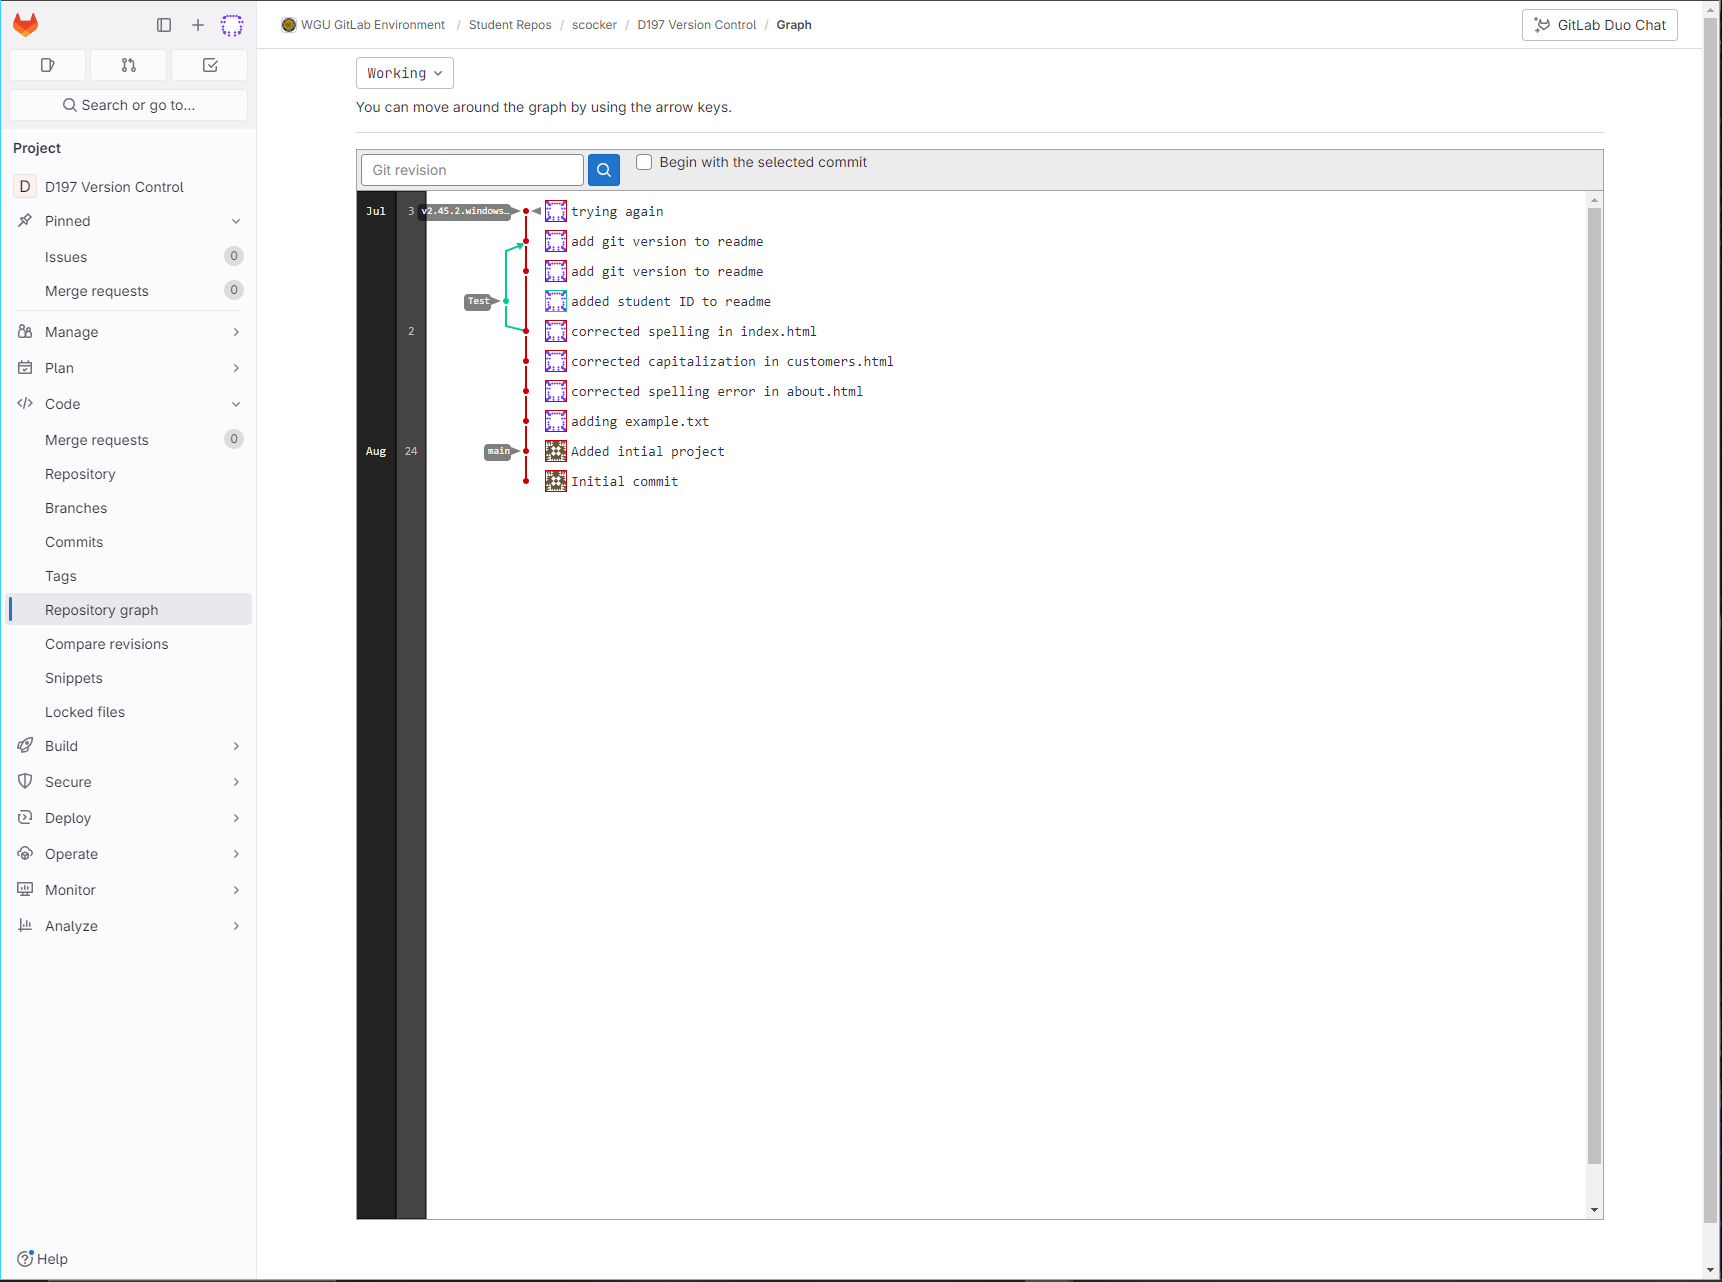 WGU GitLab Environment / Student Repos / scocker / D197 Version Control / Graph
GitLab Duo Chat
Search or go to...
Project
D D197 Version Control
Pinned
Issues 0
Merge requests 0
Manage
Plan
Code
Merge requests 0
Repository
Branches
Commits
Tags
Repository graph
Compare revisions
Snippets
Locked files
Build
Secure
Deploy
Operate
Monitor
Analyze
Help
Working
You can move around the graph by using the arrow keys.
Git revision
Begin with the selected commit
Jul 3 v2.45.2.windows… trying again
add git version to readme
add git version to readme
Test added student ID to readme
2 corrected spelling in index.html
corrected capitalization in customers.html
corrected spelling error in about.html
adding example.txt
Aug 24 main Added intial project
Initial commit